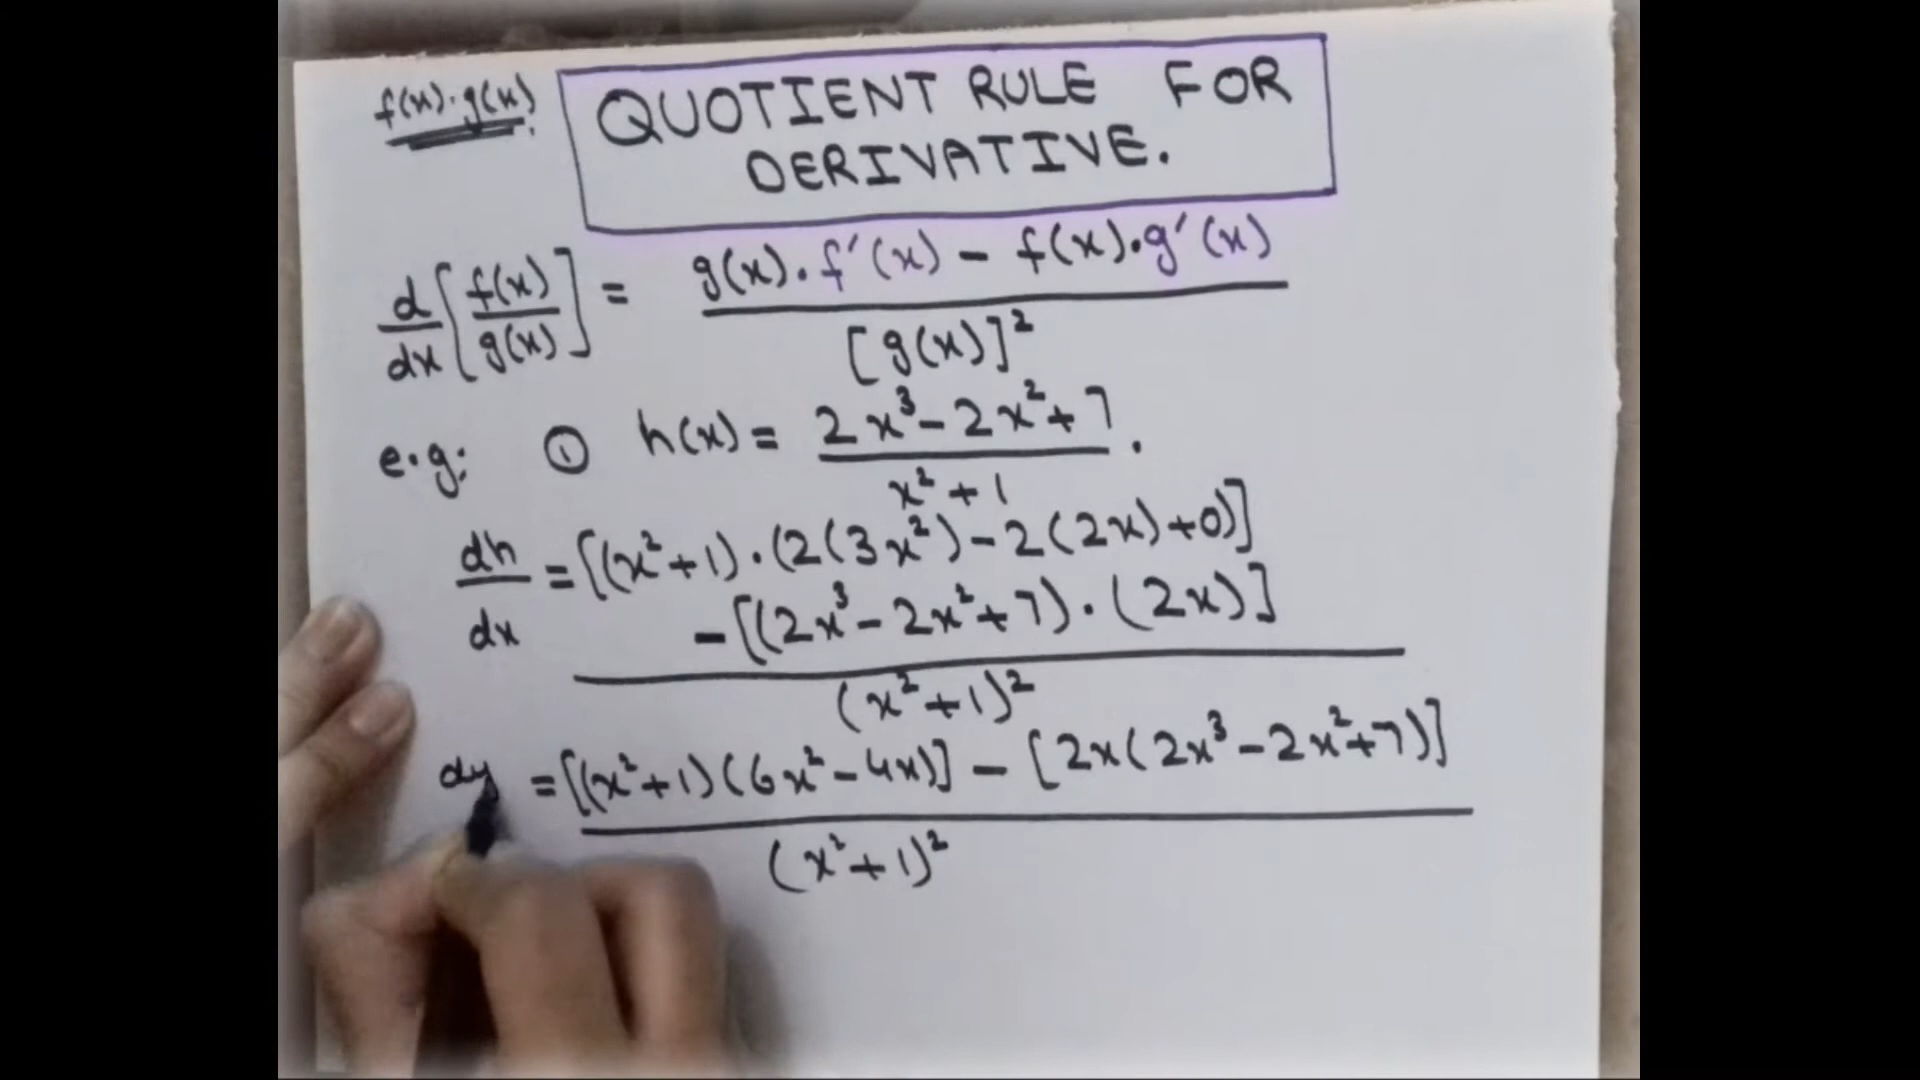 f(x)·g(x)
QUOTIENT RULE FOR
DERIVATIVE.
d/dx [f(x)/g(x)] = g(x)·f′(x) − f(x)·g′(x) / [g(x)]²
e.g: ① h(x) = 2x³ − 2x² + 7 / x² + 1 .
dh/dx = [(x²+1)·(2(3x²) − 2(2x) + 0)]
− [(2x³ − 2x² + 7)·(2x)]
(x²+1)²
dy = [(x²+1)(6x² − 4x)] − [2x(2x³ − 2x² + 7)]
(x²+1)²